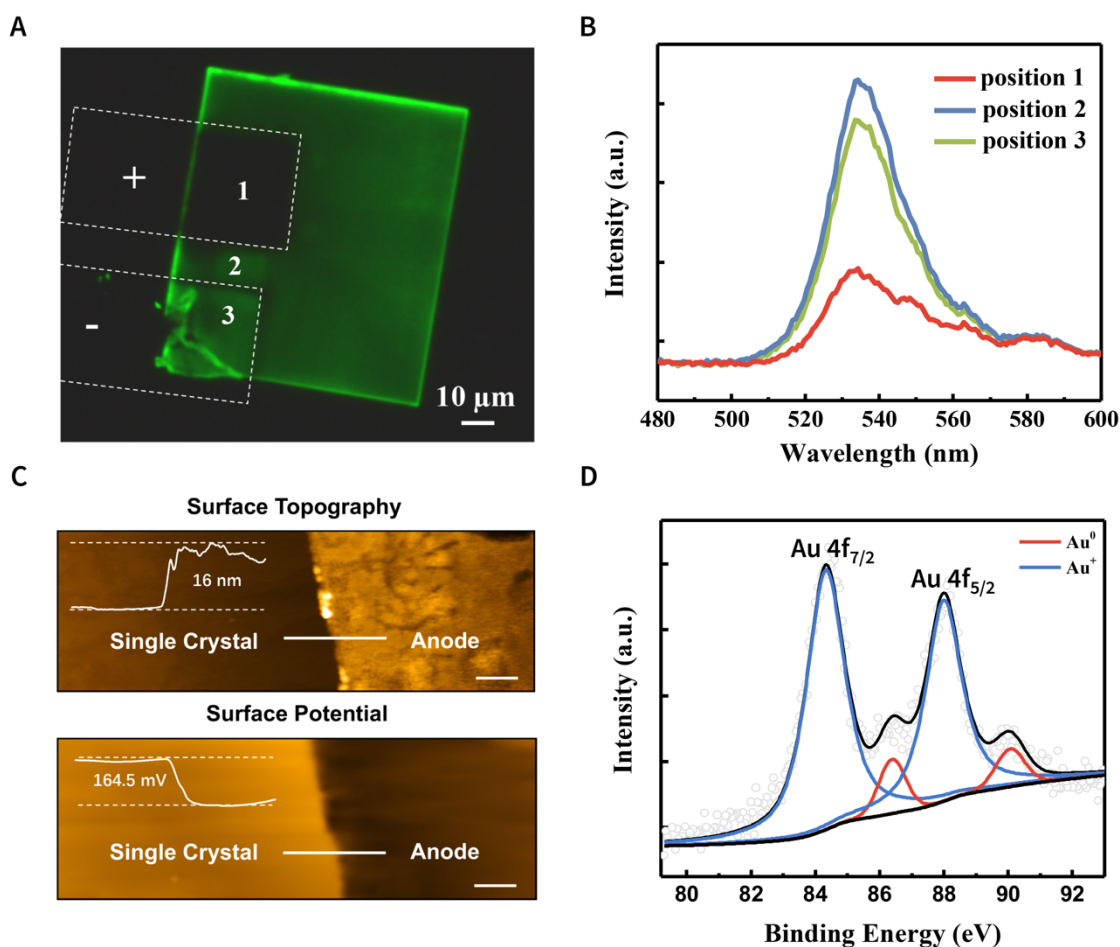 A
+
1
2
3
-
10 μm
B
Intensity (a.u.)
position 1
position 2
position 3
480 500 520 540 560 580 600
Wavelength (nm)
C
Surface Topography
16 nm
Single Crystal
Anode
Surface Potential
164.5 mV
Single Crystal
Anode
D
Intensity (a.u.)
Au 4f₇/₂
Au 4f₅/₂
Au⁰
Au⁺
80 82 84 86 88 90 92
Binding Energy (eV)